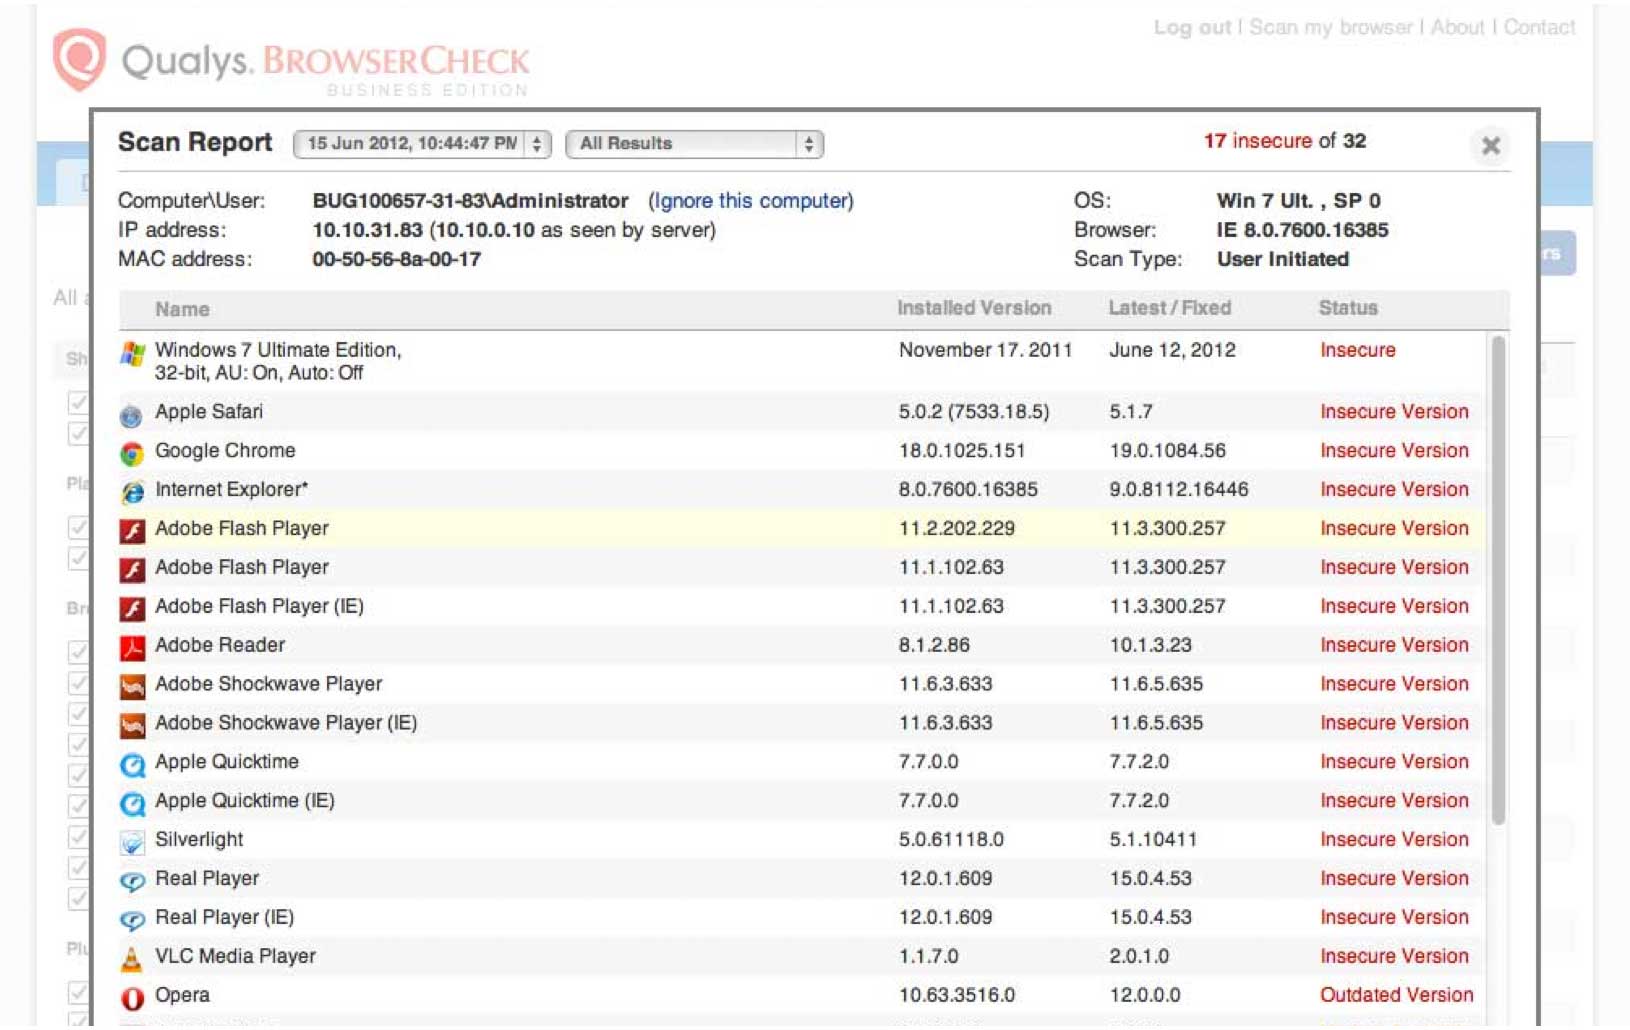 Log out | Scan my browser | About | Contact
Qualys. BROWSERCHECK
BUSINESS EDITION
Scan Report 15 Jun 2012, 10:44:47 PM All Results 17 insecure of 32
Computer\User: BUG100657-31-83\Administrator (Ignore this computer) OS: Win 7 Ult. , SP 0
IP address: 10.10.31.83 (10.10.0.10 as seen by server) Browser: IE 8.0.7600.16385
MAC address: 00-50-56-8a-00-17 Scan Type: User Initiated
All
Name Installed Version Latest / Fixed Status
Windows 7 Ultimate Edition, November 17. 2011 June 12, 2012 Insecure
32-bit, AU: On, Auto: Off
Apple Safari 5.0.2 (7533.18.5) 5.1.7 Insecure Version
Google Chrome 18.0.1025.151 19.0.1084.56 Insecure Version
Internet Explorer* 8.0.7600.16385 9.0.8112.16446 Insecure Version
Adobe Flash Player 11.2.202.229 11.3.300.257 Insecure Version
Adobe Flash Player 11.1.102.63 11.3.300.257 Insecure Version
Adobe Flash Player (IE) 11.1.102.63 11.3.300.257 Insecure Version
Adobe Reader 8.1.2.86 10.1.3.23 Insecure Version
Adobe Shockwave Player 11.6.3.633 11.6.5.635 Insecure Version
Adobe Shockwave Player (IE) 11.6.3.633 11.6.5.635 Insecure Version
Apple Quicktime 7.7.0.0 7.7.2.0 Insecure Version
Apple Quicktime (IE) 7.7.0.0 7.7.2.0 Insecure Version
Silverlight 5.0.61118.0 5.1.10411 Insecure Version
Real Player 12.0.1.609 15.0.4.53 Insecure Version
Real Player (IE) 12.0.1.609 15.0.4.53 Insecure Version
VLC Media Player 1.1.7.0 2.0.1.0 Insecure Version
Opera 10.63.3516.0 12.0.0.0 Outdated Version